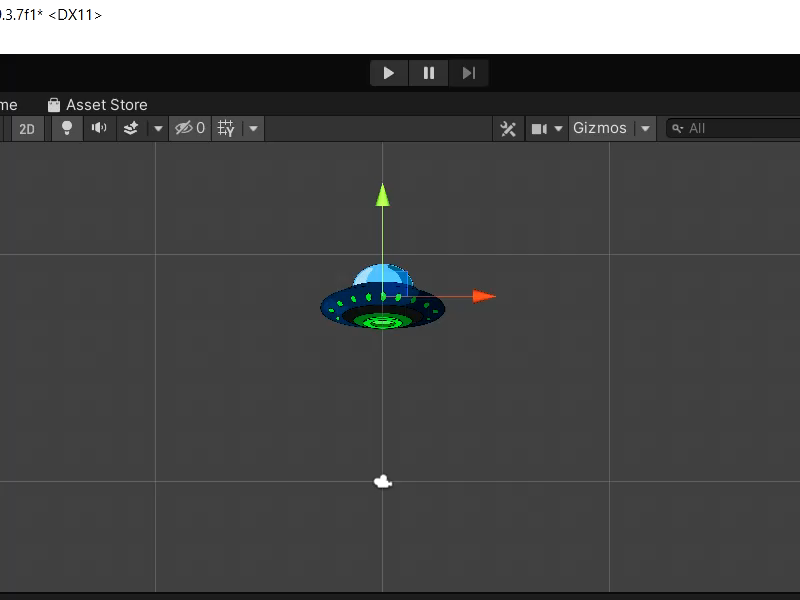 .3.7f1* <DX11>
me Asset Store
2D 0 Gizmos All